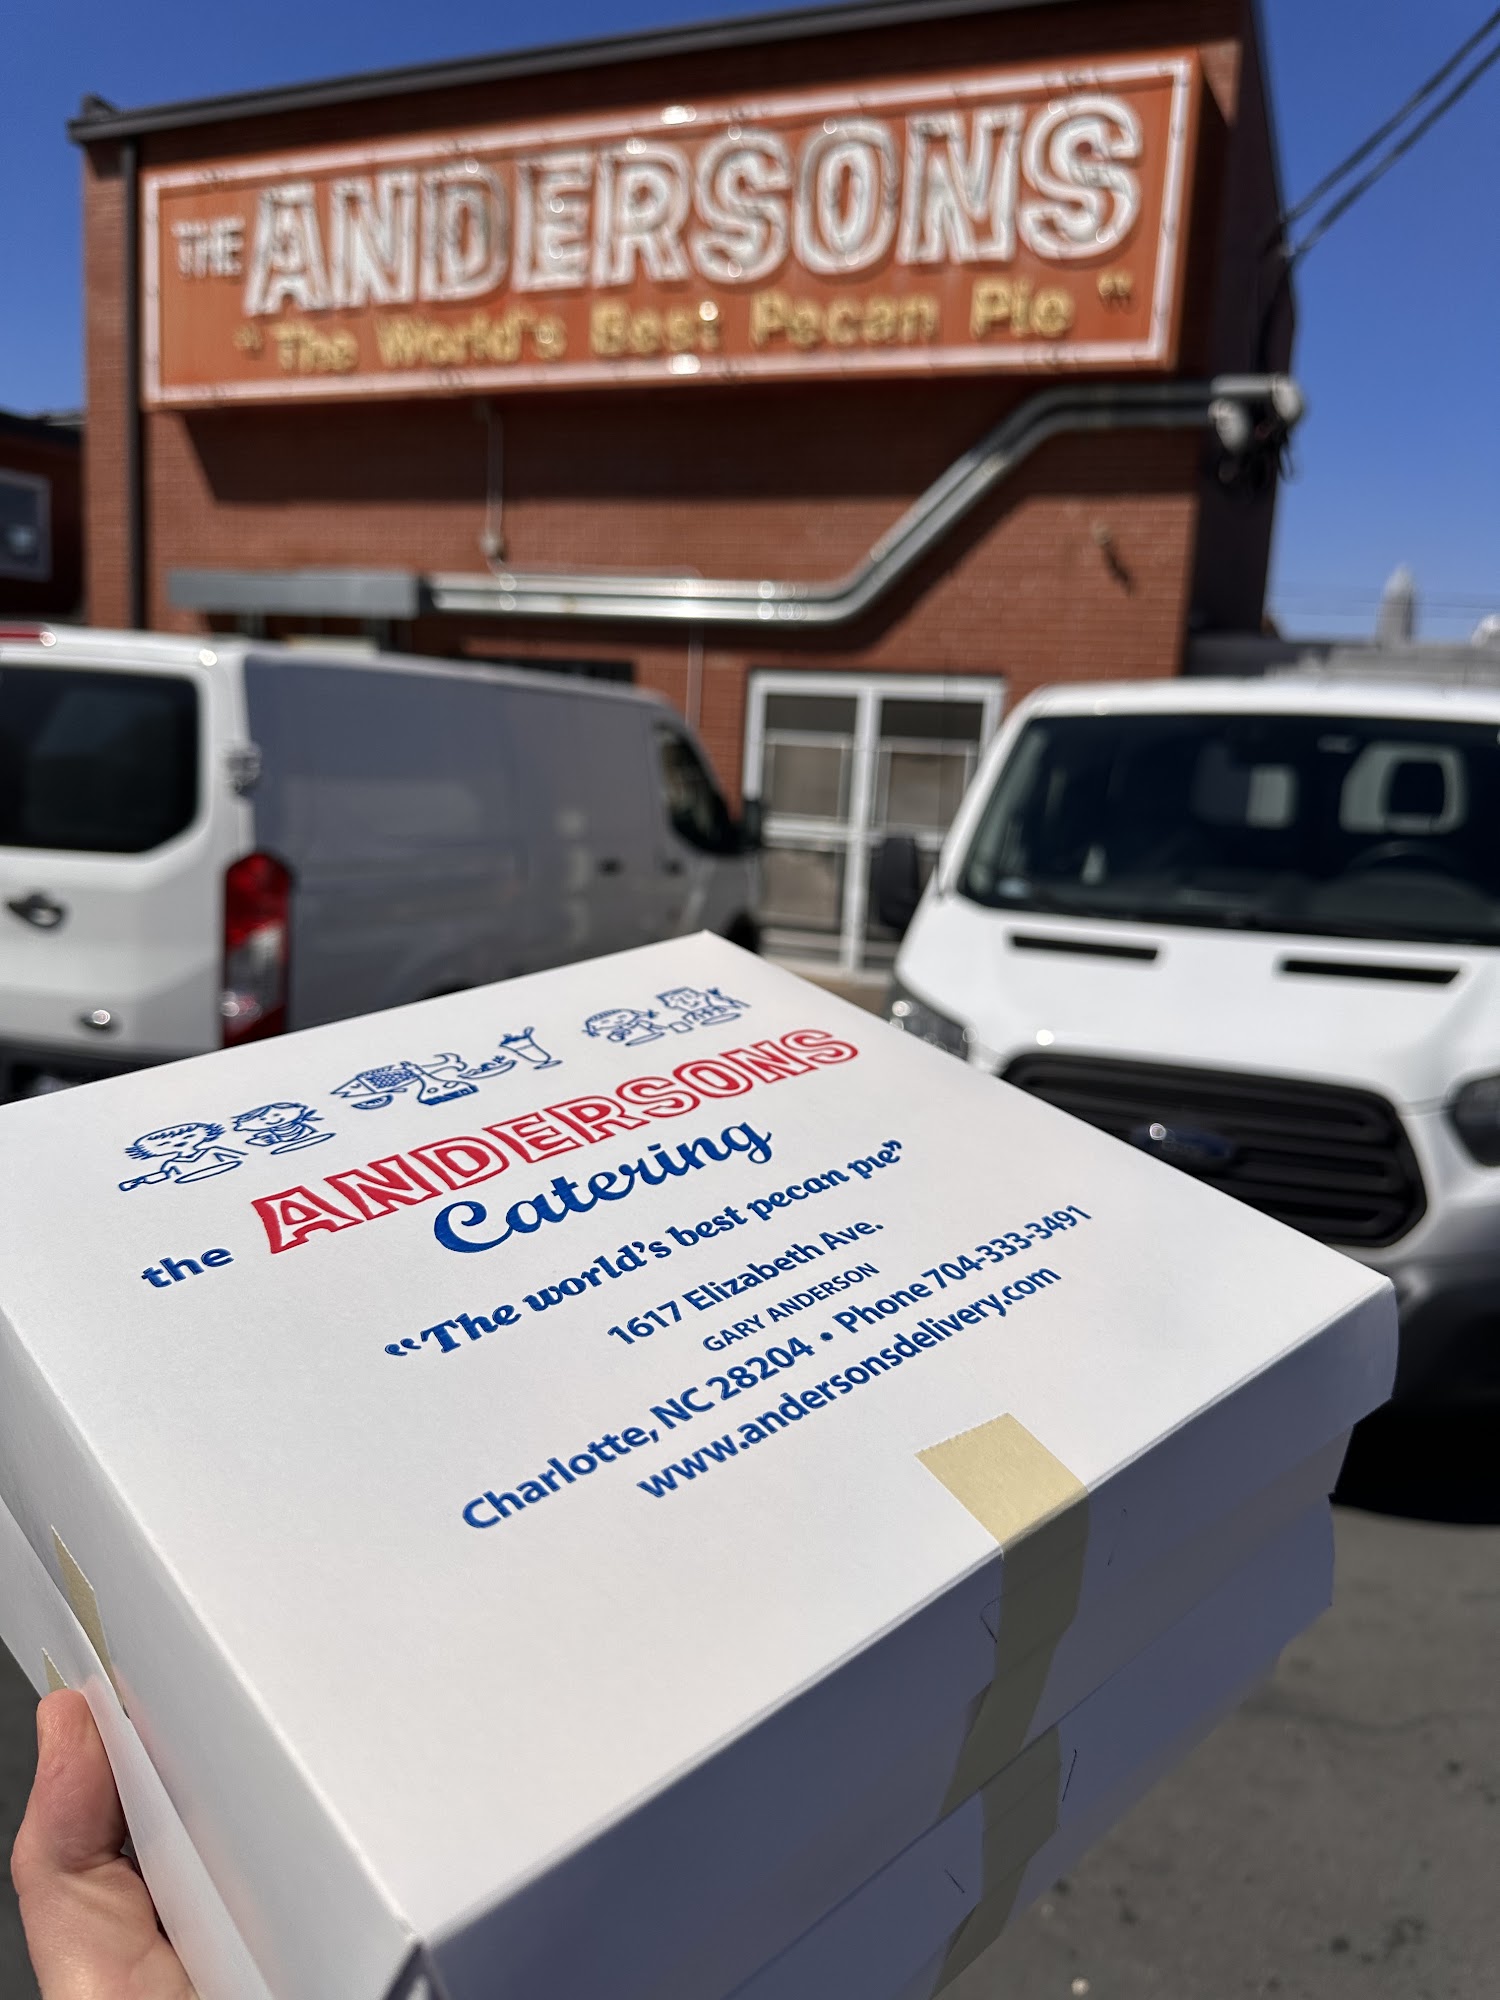 THE ANDERSONS
"The World's Best Pecan Pie"
the ANDERSONS
Catering
“The world’s best pecan pie”
1617 Elizabeth Ave.
GARY ANDERSON
Charlotte, NC 28204 • Phone 704-333-3491
www.andersonsdelivery.com